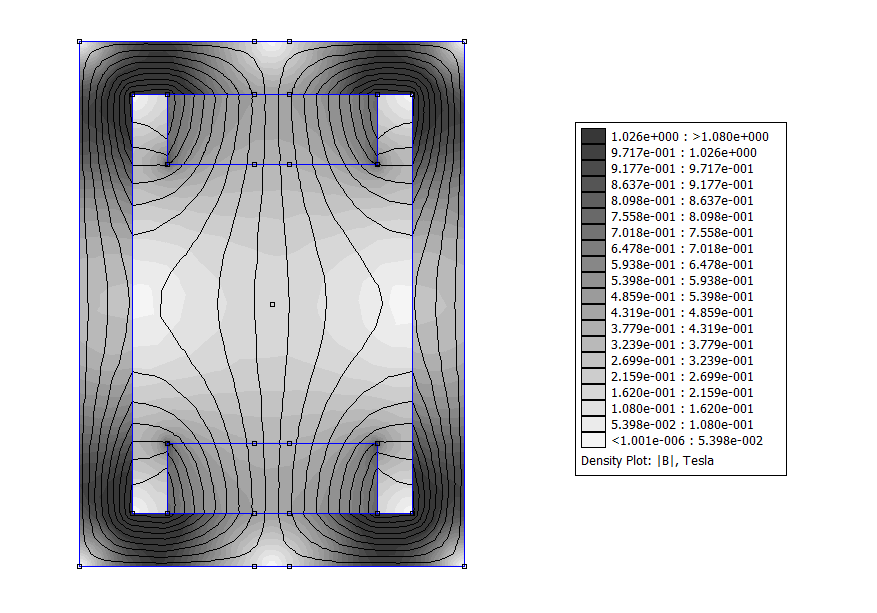 1.026e+000 : >1.080e+000
9.717e-001 : 1.026e+000
9.177e-001 : 9.717e-001
8.637e-001 : 9.177e-001
8.098e-001 : 8.637e-001
7.558e-001 : 8.098e-001
7.018e-001 : 7.558e-001
6.478e-001 : 7.018e-001
5.938e-001 : 6.478e-001
5.398e-001 : 5.938e-001
4.859e-001 : 5.398e-001
4.319e-001 : 4.859e-001
3.779e-001 : 4.319e-001
3.239e-001 : 3.779e-001
2.699e-001 : 3.239e-001
2.159e-001 : 2.699e-001
1.620e-001 : 2.159e-001
1.080e-001 : 1.620e-001
5.398e-002 : 1.080e-001
<1.001e-006 : 5.398e-002
Density Plot: |B|, Tesla